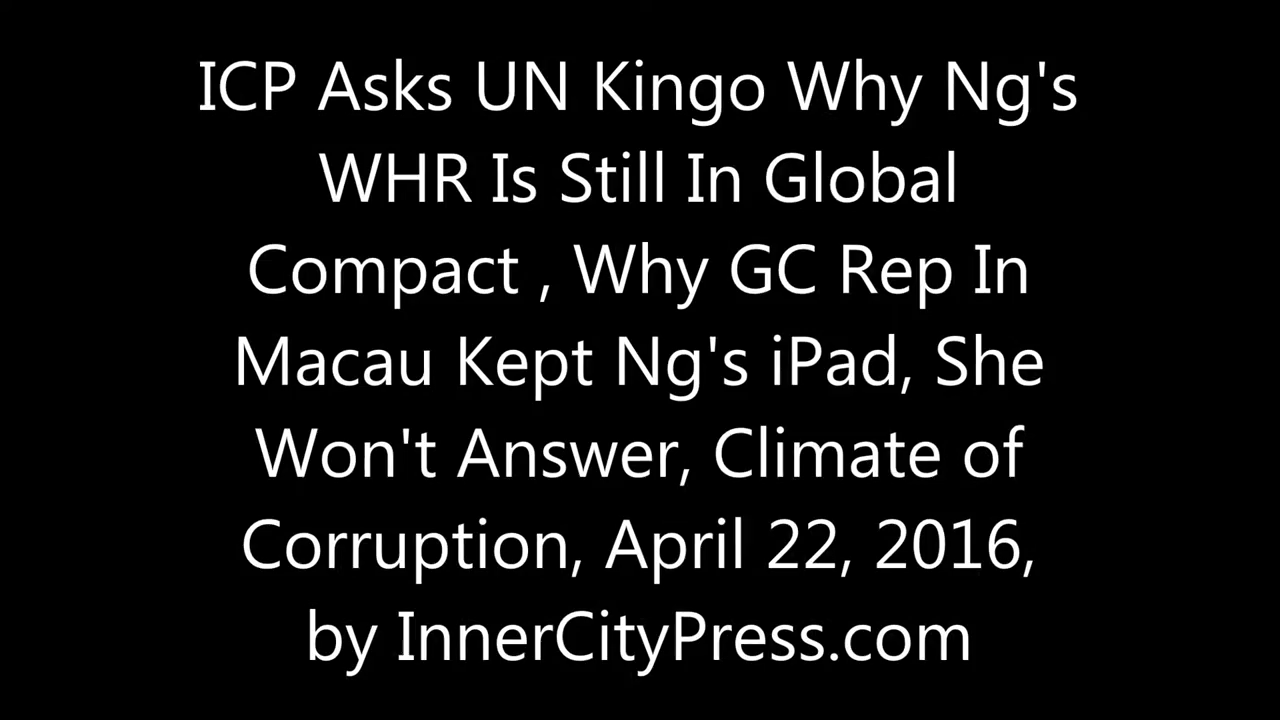 ICP Asks UN Kingo Why Ng's
WHR Is Still In Global
Compact , Why GC Rep In
Macau Kept Ng's iPad, She
Won't Answer, Climate of
Corruption, April 22, 2016,
by InnerCityPress.com